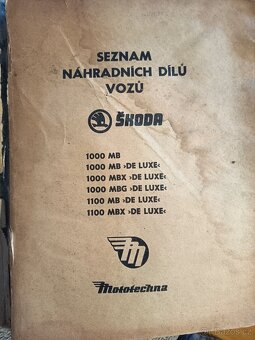 SEZNAM
NÁHRADNÍCH DÍLŮ
VOZŮ
ŠKODA
1000 MB
1000 MB »DE LUXE«
1000 MBX »DE LUXE«
1000 MBG »DE LUXE«
1100 MB »DE LUXE«
1100 MBX »DE LUXE«
Mototechna